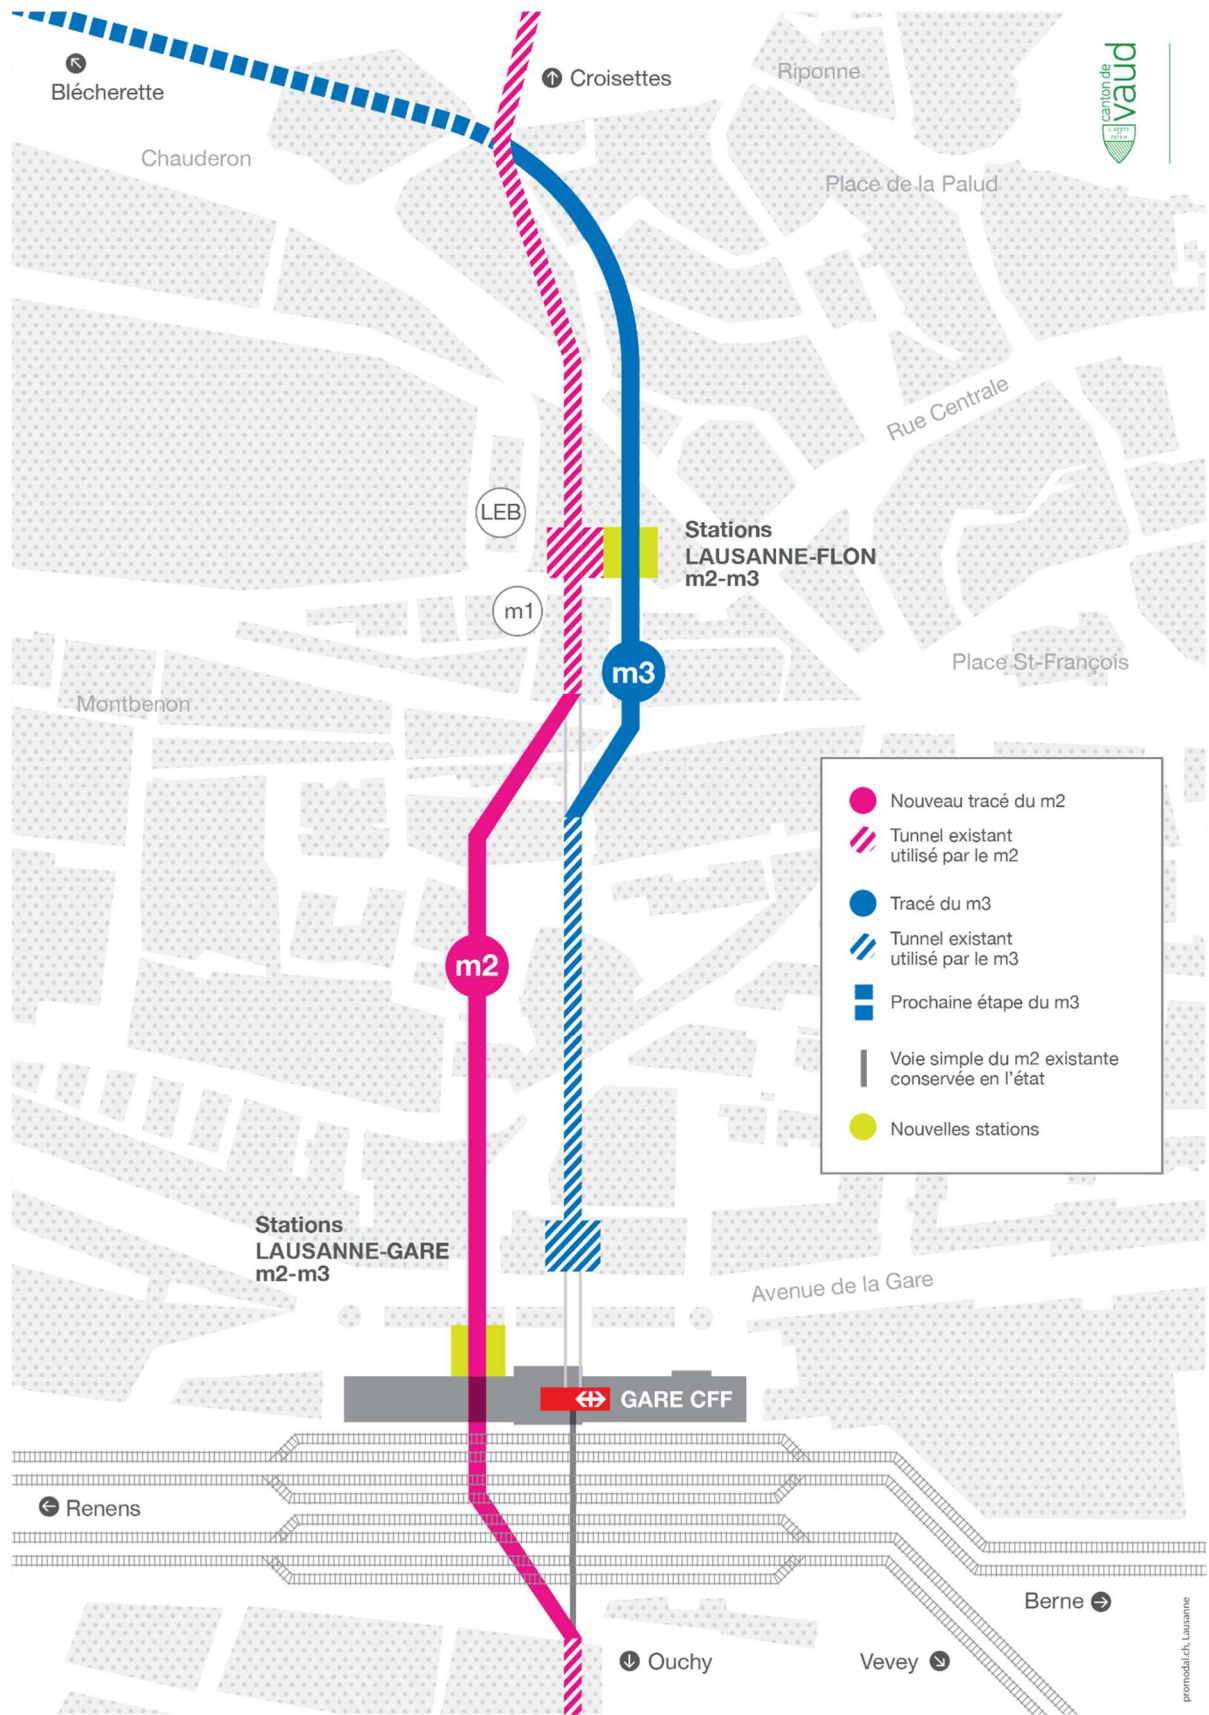 Blécherette
Croisettes
Riponne
canton de
vaud
LIBERTÉ
ET
PATRIE
Chauderon
Place de la Palud
Rue Centrale
LEB
Stations
LAUSANNE-FLON
m2-m3
m1
m3
Place St-François
Montbenon
Nouveau tracé du m2
Tunnel existant
utilisé par le m2
Tracé du m3
Tunnel existant
utilisé par le m3
Prochaine étape du m3
Voie simple du m2 existante
conservée en l'état
Nouvelles stations
m2
Stations
LAUSANNE-GARE
m2-m3
Avenue de la Gare
GARE CFF
Renens
Berne
Ouchy
Vevey
promodal.ch, Lausanne